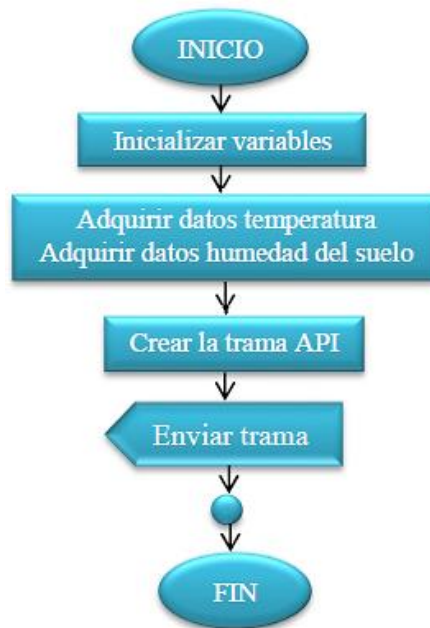 INICIO
Inicializar variables
Adquirir datos temperatura
Adquirir datos humedad del suelo
Crear la trama API
Enviar trama
FIN